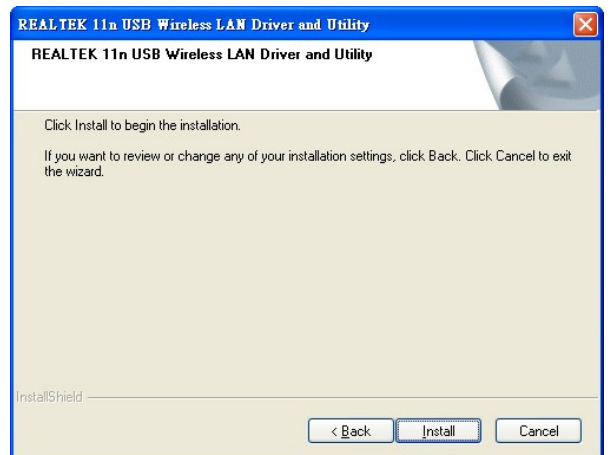 REALTEK 11n USB Wireless LAN Driver and Utility
REALTEK 11n USB Wireless LAN Driver and Utility
Click Install to begin the installation.
If you want to review or change any of your installation settings, click Back. Click Cancel to exit
the wizard.
InstallShield
< Back
Install
Cancel